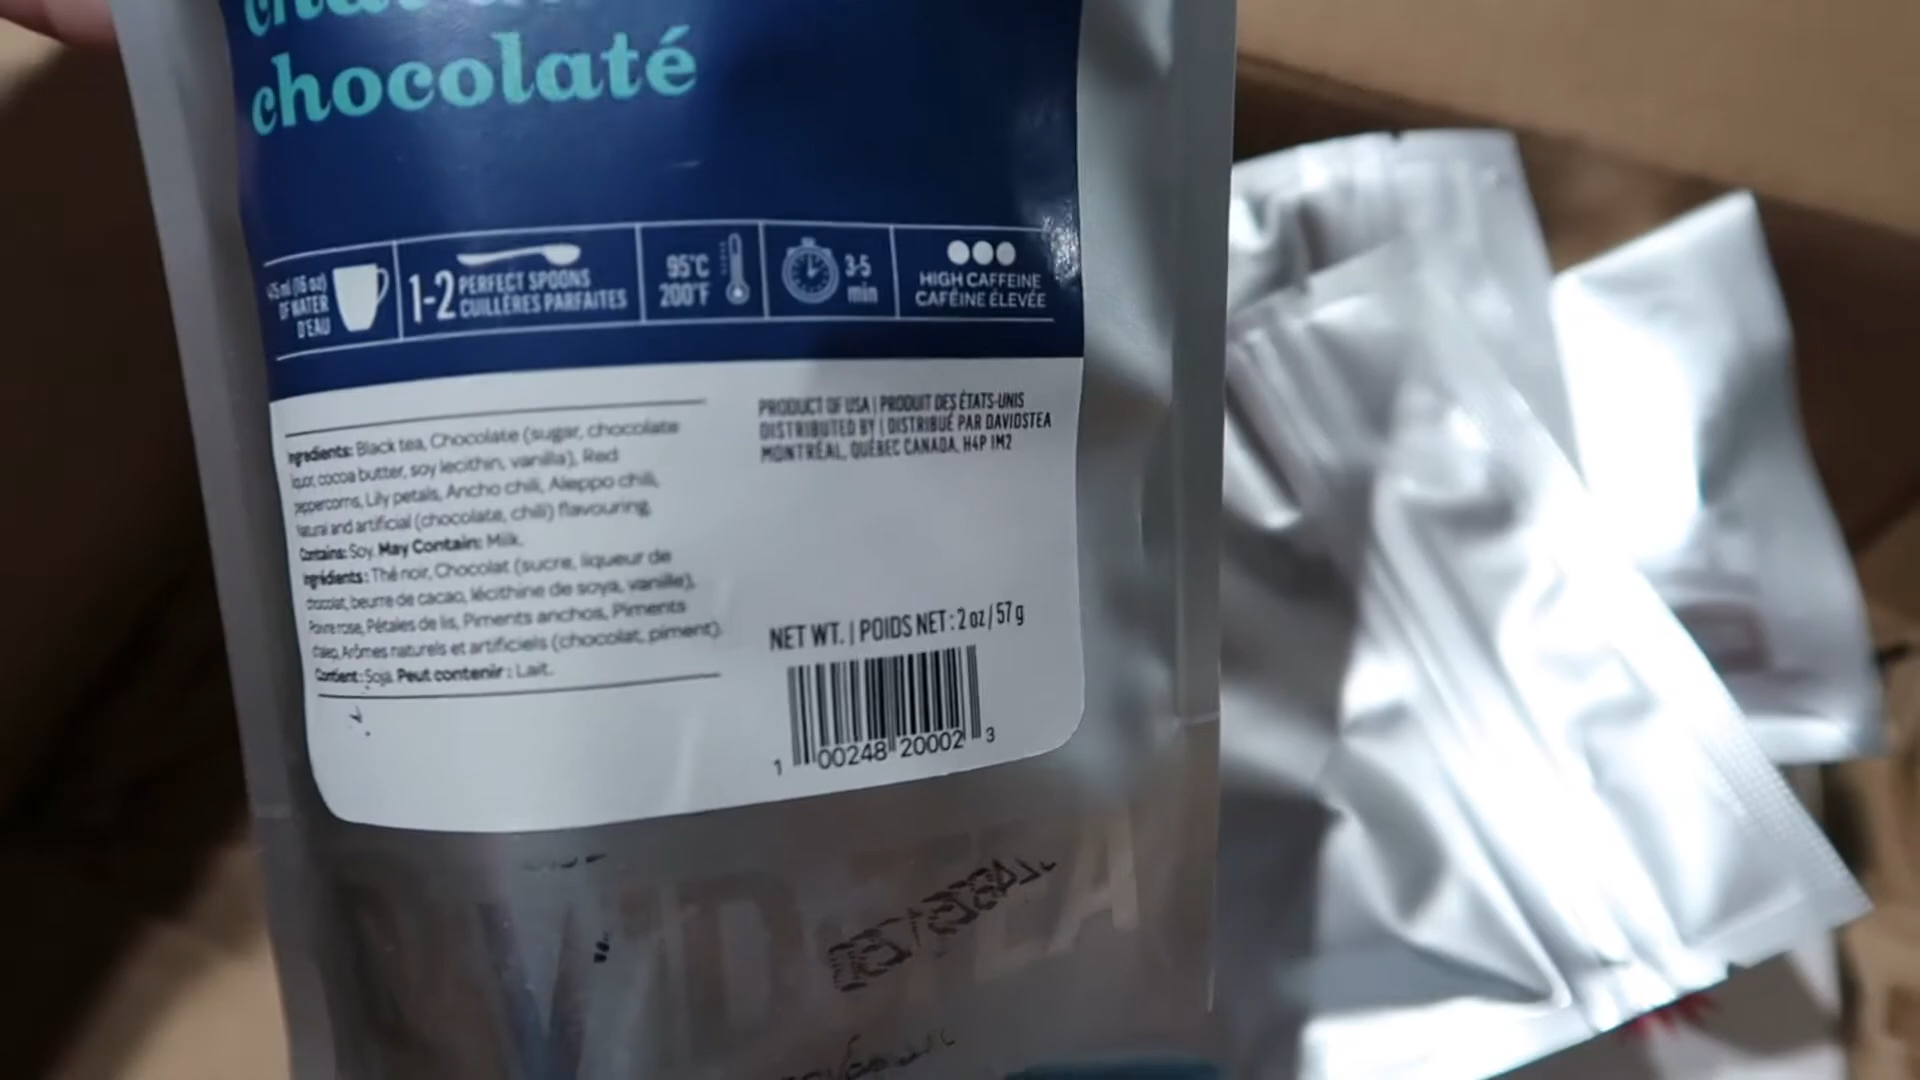 chocolaté
475 ml (16 oz)
OF WATER
D'EAU
1-2 PERFECT SPOONS
CUILLÈRES PARFAITES
95°C
200°F
3-5
min
HIGH CAFFEINE
CAFÉINE ÉLEVÉE
Ingredients: Black tea, Chocolate (sugar, chocolate
liquor, cocoa butter, soy lecithin, vanilla), Red
peppercorns, Lily petals, Ancho chili, Aleppo chili,
Natural and artificial (chocolate, chili) flavouring.
Contains: Soy. May Contain: Milk.
Ingrédients : Thé noir, Chocolat (sucre, liqueur de
chocolat, beurre de cacao, lécithine de soya, vanille),
Poivre rose, Pétales de lis, Piments anchos, Piments
d'alep, Arômes naturels et artificiels (chocolat, piment).
Contient : Soja. Peut contenir : Lait.
PRODUCT OF USA | PRODUIT DES ÉTATS-UNIS
DISTRIBUTED BY | DISTRIBUÉ PAR DAVIDSTEA
MONTRÉAL, QUÉBEC CANADA, H4P 1M2
NET WT. | POIDS NET : 2 oz / 57 g
1 00248 20002 3